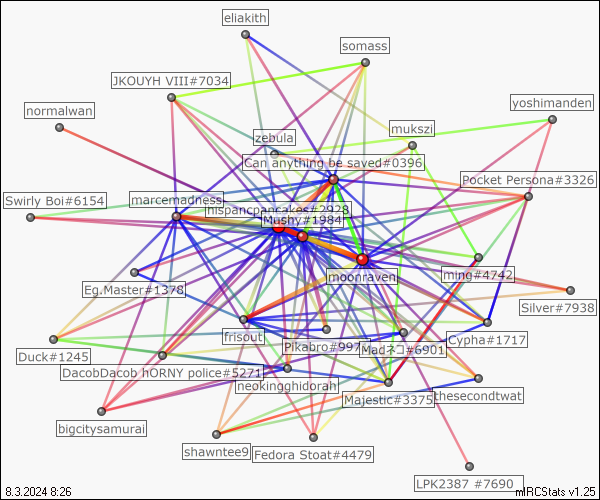 eliakith
somass
JKOUYH VIII#7034
yoshimanden
normalwan
mukszi
zebula
Can anything be saved#0396
Pocket Persona#3326
Swirly Boi#6154
marcemadness
hispancpancakes#2928
Mushy#1984
moonraven
ming#4742
Eg.Master#1378
Silver#7938
frisout
Cypha#1717
Pikabro#997
Madネコ#6901
Duck#1245
DacobDacob hORNY police#5271
neokingghidorah
Majestic#3375
thesecondtwat
bigcitysamurai
shawntee9
Fedora Stoat#4479
LPK2387 #7690
8.3.2024 8:26
mIRCStats v1.25